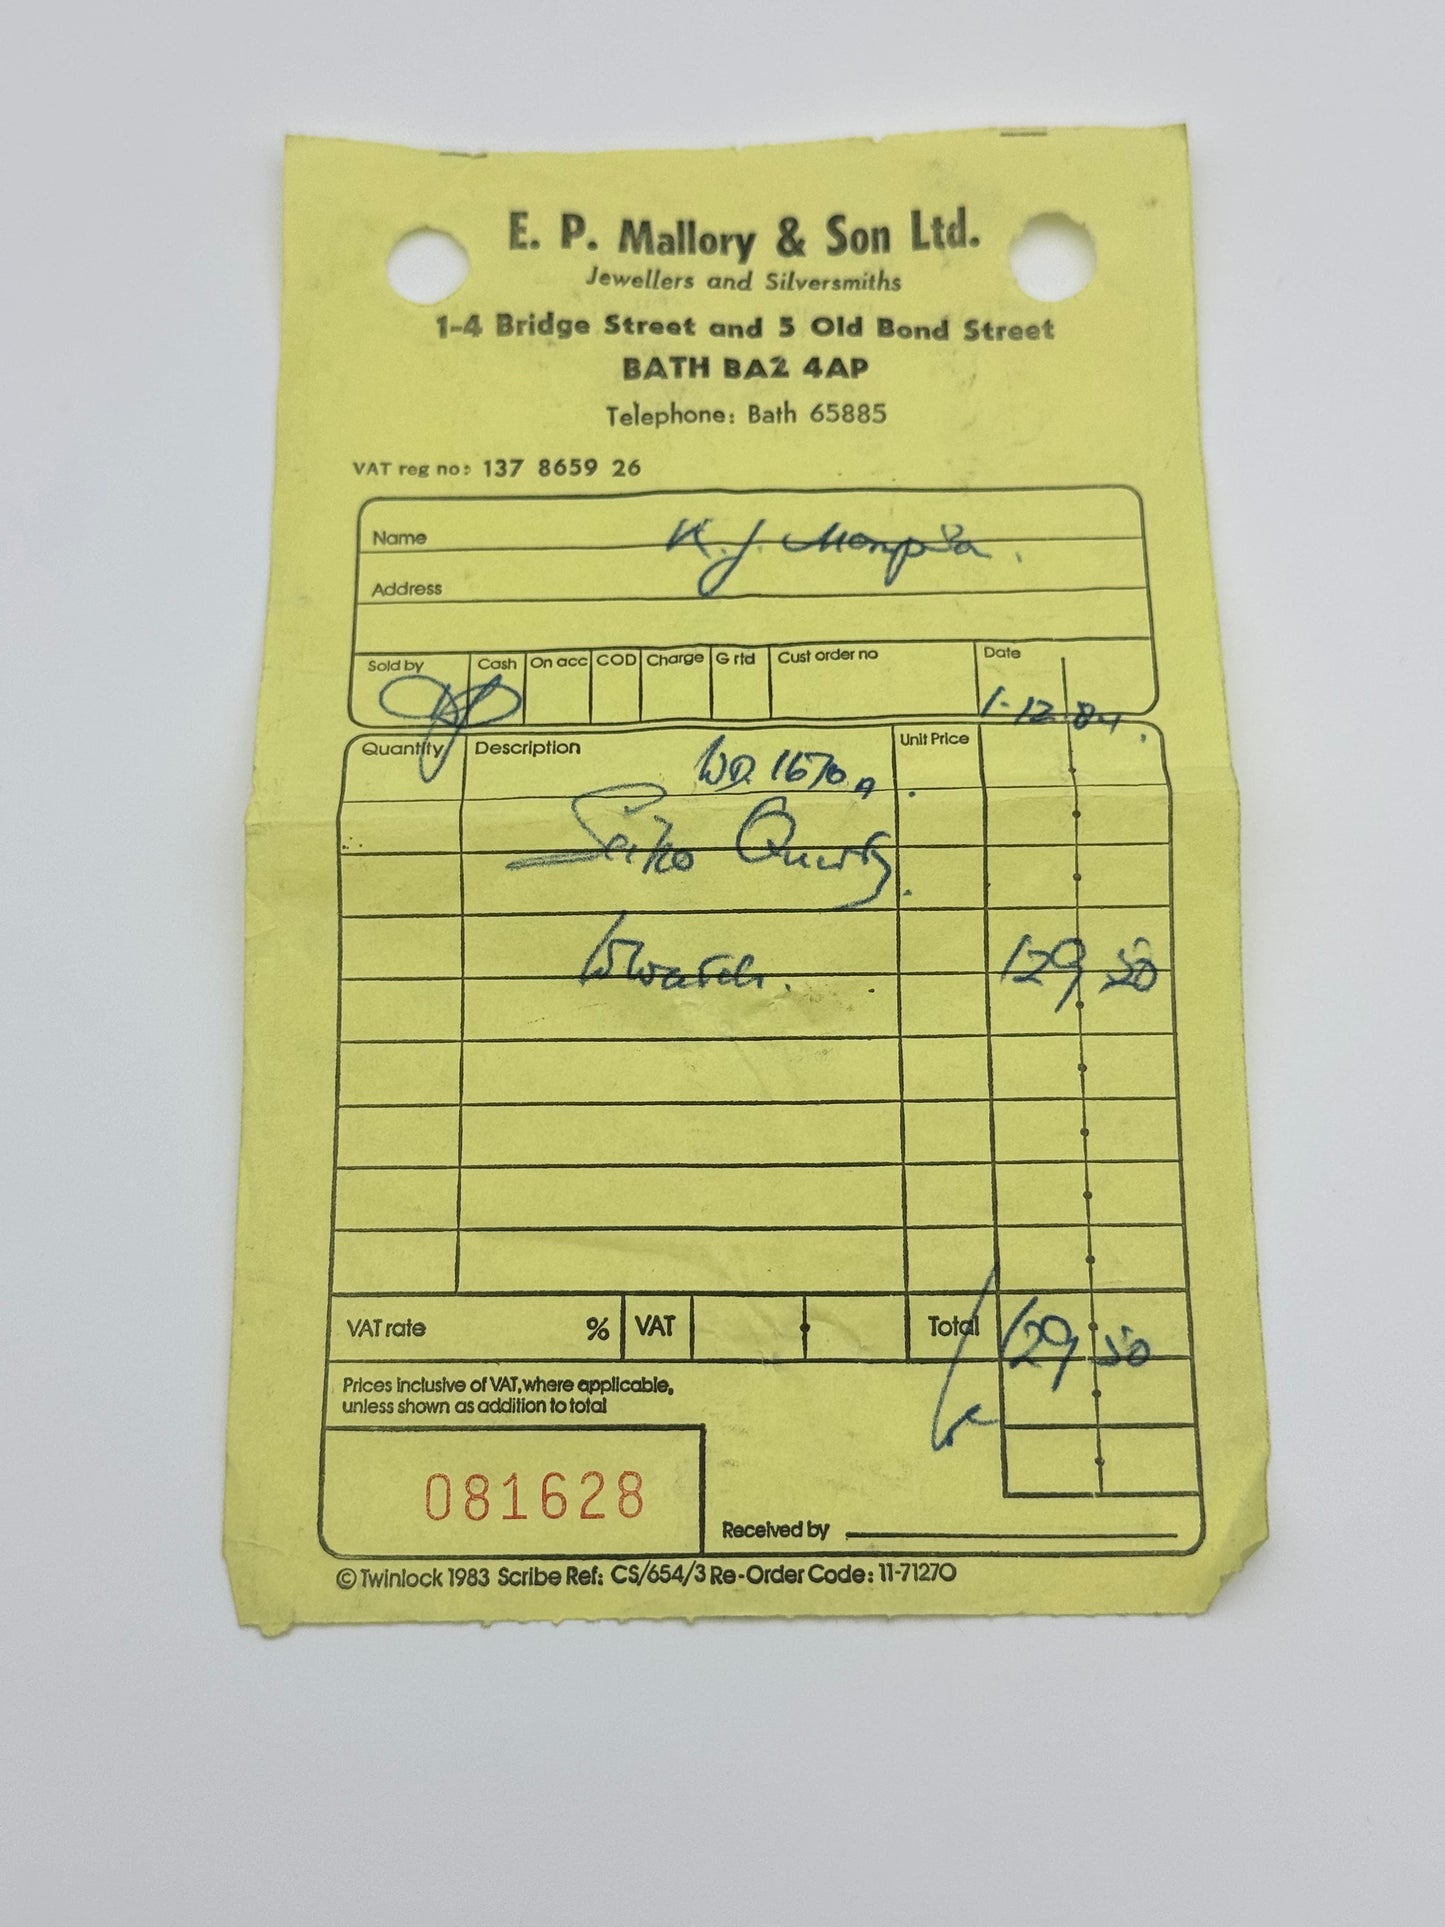 E. P. Mallory & Son Ltd.
Jewellers and Silversmiths
1-4 Bridge Street and 5 Old Bond Street
BATH BA2 4AP
Telephone: Bath 65885
VAT reg no: 137 8659 26
Name K. J.
Address
Sold by Cash On acc COD Charge G rtd Cust order no Date
1-12.84.
Quantity Description Unit Price
WD. 1670 A.
Seiko Quartz.
W Watch. 129 50
VAT rate % VAT Total 129 50
Prices inclusive of VAT, where applicable,
unless shown as addition to total
081628
Received by
© Twinlock 1983 Scribe Ref: CS/654/3 Re-Order Code: 11-71270